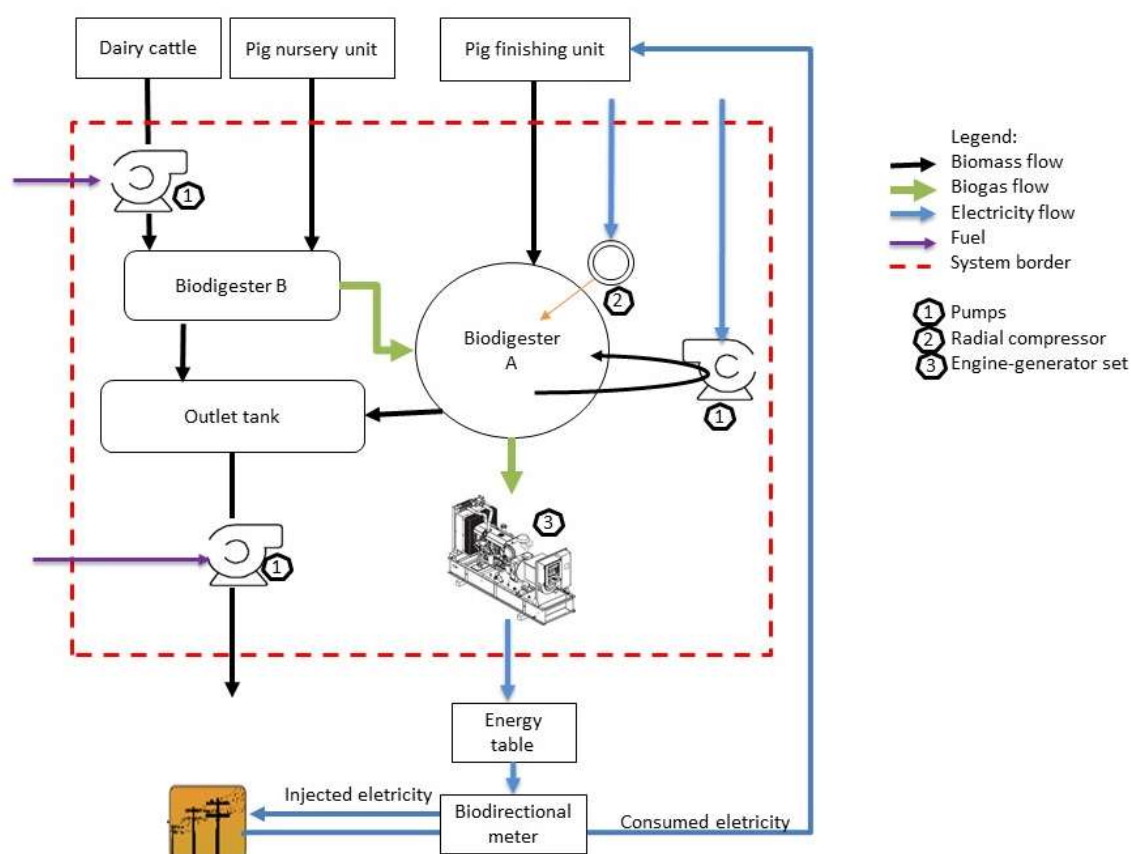 Dairy cattle
Pig nursery unit
Pig finishing unit
Legend:
Biomass flow
Biogas flow
Electricity flow
Fuel
System border
1 Pumps
2 Radial compressor
3 Engine-generator set
1
Biodigester B
2
Biodigester
A
1
Outlet tank
3
1
Energy
table
Injected eletricity
Biodirectional
meter
Consumed eletricity